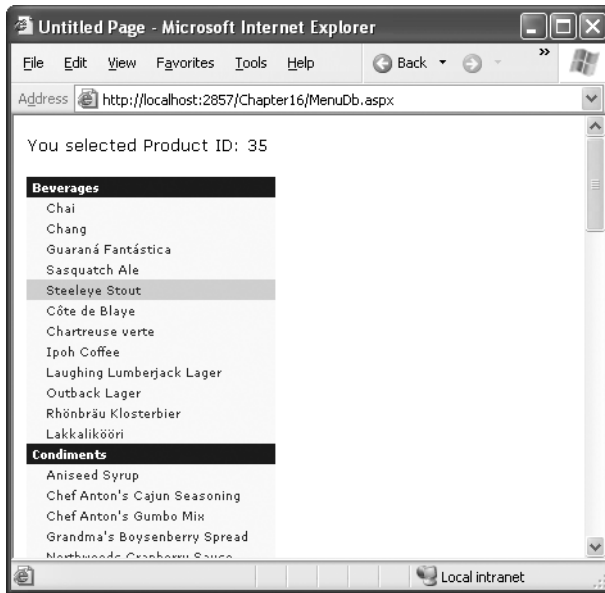 Untitled Page - Microsoft Internet Explorer
File Edit View Favorites Tools Help Back »
Address http://localhost:2857/Chapter16/MenuDb.aspx
You selected Product ID: 35
Beverages
Chai
Chang
Guaraná Fantástica
Sasquatch Ale
Steeleye Stout
Côte de Blaye
Chartreuse verte
Ipoh Coffee
Laughing Lumberjack Lager
Outback Lager
Rhönbräu Klosterbier
Lakkalikööri
Condiments
Aniseed Syrup
Chef Anton's Cajun Seasoning
Chef Anton's Gumbo Mix
Grandma's Boysenberry Spread
Northwoods Cranberry Sauce
Local intranet